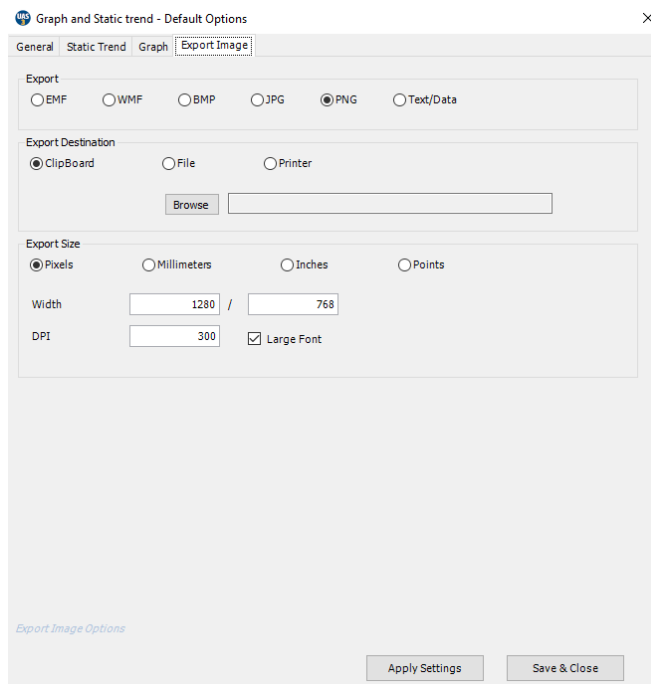 UAS
3
Graph and Static trend - Default Options
General Static Trend Graph Export Image
Export
EMF WMF BMP JPG PNG Text/Data
Export Destination
ClipBoard File Printer
Browse
Export Size
Pixels Millimeters Inches Points
Width 1280 / 768
DPI 300 Large Font
Export Image Options
Apply Settings Save & Close